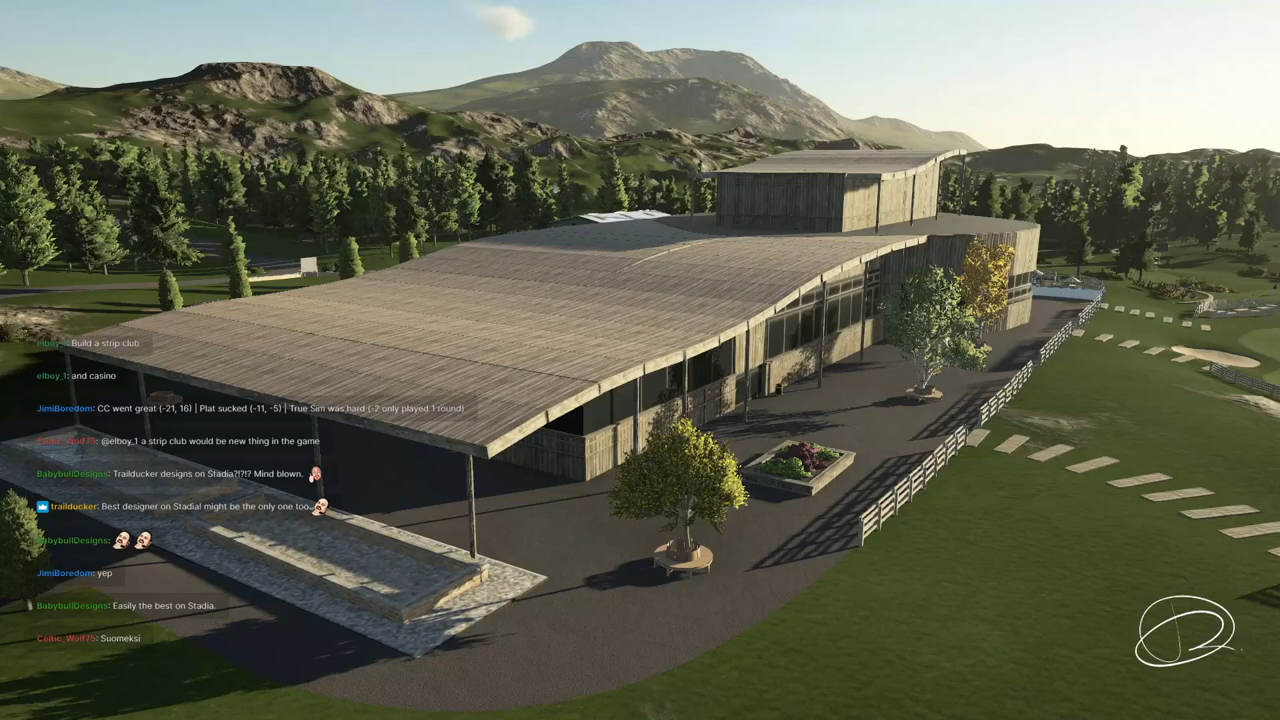 elboy_1: Build a strip club
elboy_1: and casino
JimiBoredom: CC went great (-21, 16) | Plat sucked (-11, -5) | True Sim was hard (-2 only played 1 round)
Celtic_Wolf75: @elboy_1 a strip club would be new thing in the game
BabybullDesigns: Trailducker designs on Stadia?!?!? Mind blown.
trailducker: Best designer on Stadia! might be the only one too
BabybullDesigns:
JimiBoredom: yep
BabybullDesigns: Easily the best on Stadia.
Celtic_Wolf75: Suomeksi